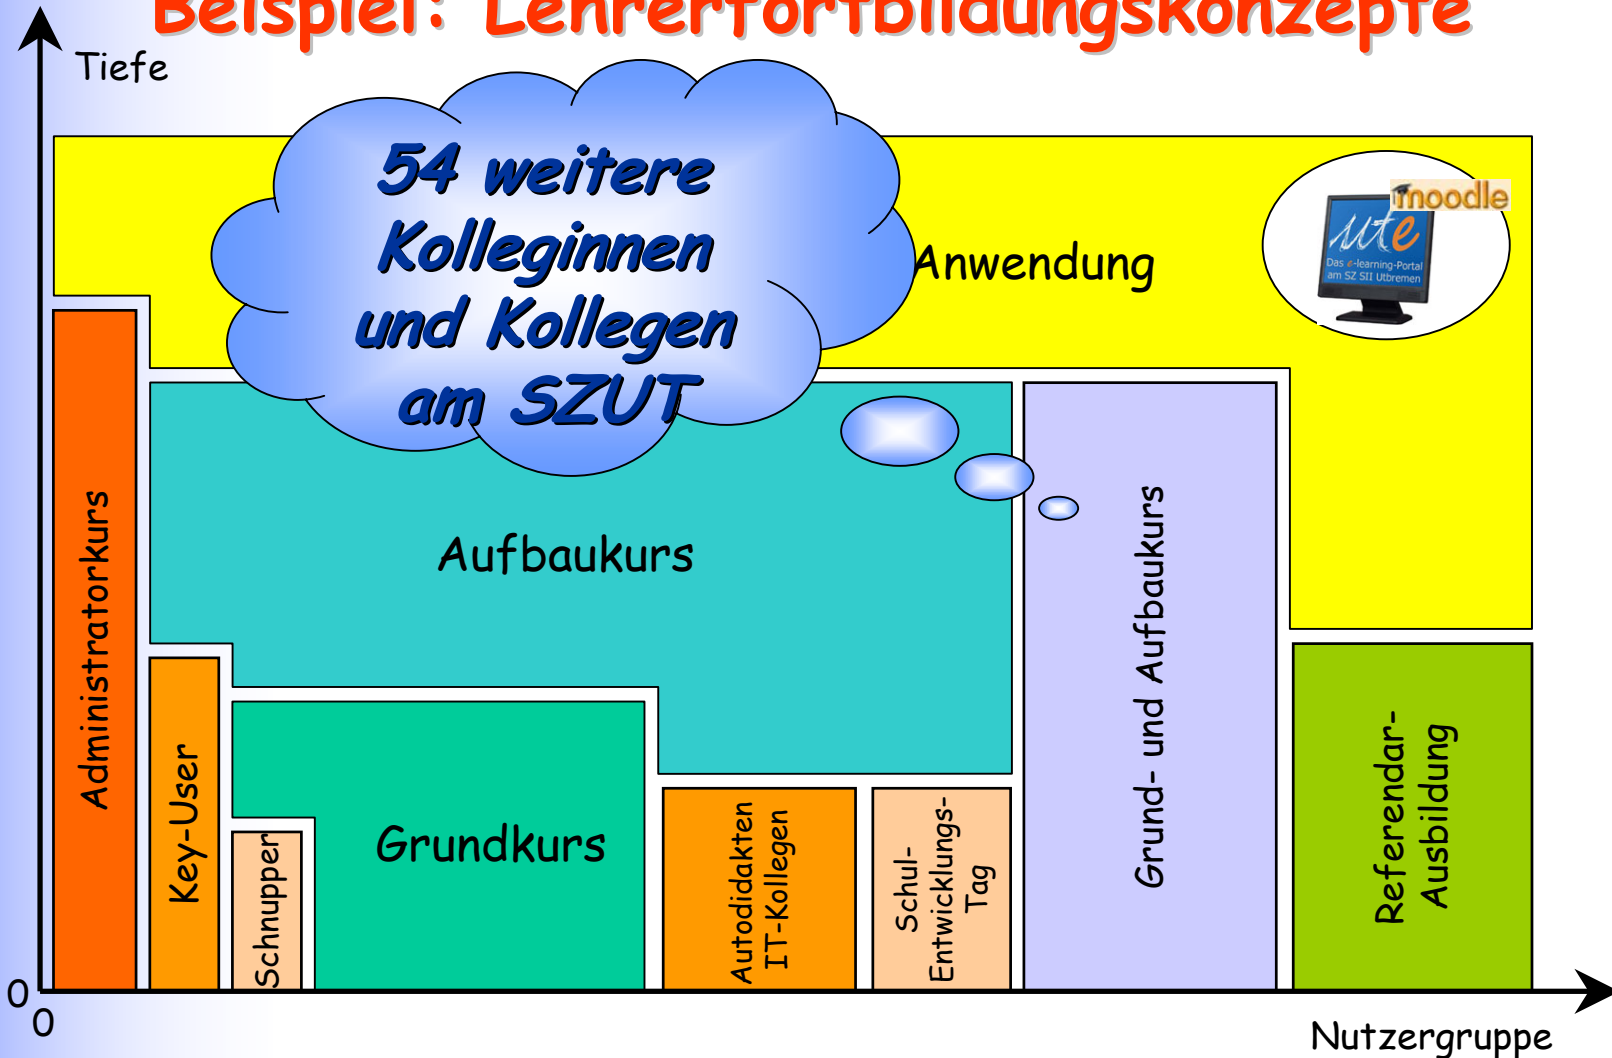 Beispiel: Lehrerfortbildungskonzepte
Tiefe
54 weitere
Kolleginnen
und Kollegen
am SZUT
Anwendung
moodle
ute
Das e-learning-Portal
am SZ SII Utbremen
Aufbaukurs
Administratorkurs
Key-User
Schnupper
Grundkurs
Autodidakten
IT-Kollegen
Schul-
Entwicklungs-
Tag
Grund- und Aufbaukurs
Referendar-
Ausbildung
0
0
Nutzergruppe